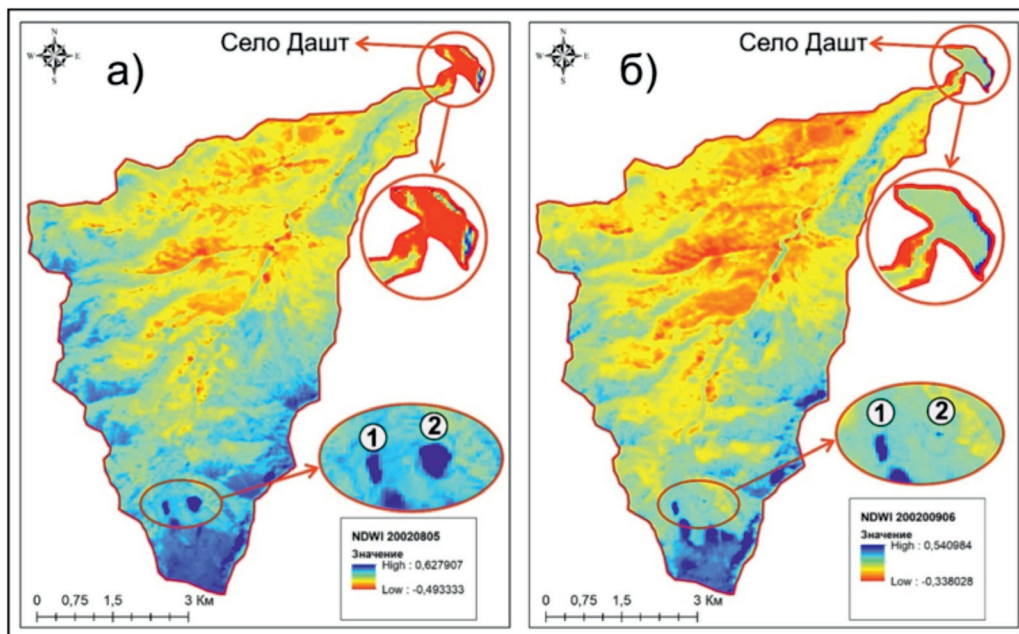 Село Дашт
а)
N
W E
S
1
2
NDWI 20020805
Значение
High : 0,627907
Low : -0,493333
0 0,75 1,5 3 Км
Село Дашт
б)
N
W E
S
1
2
NDWI 200200906
Значение
High : 0,540984
Low : -0,338028
0 0,75 1,5 3 Км